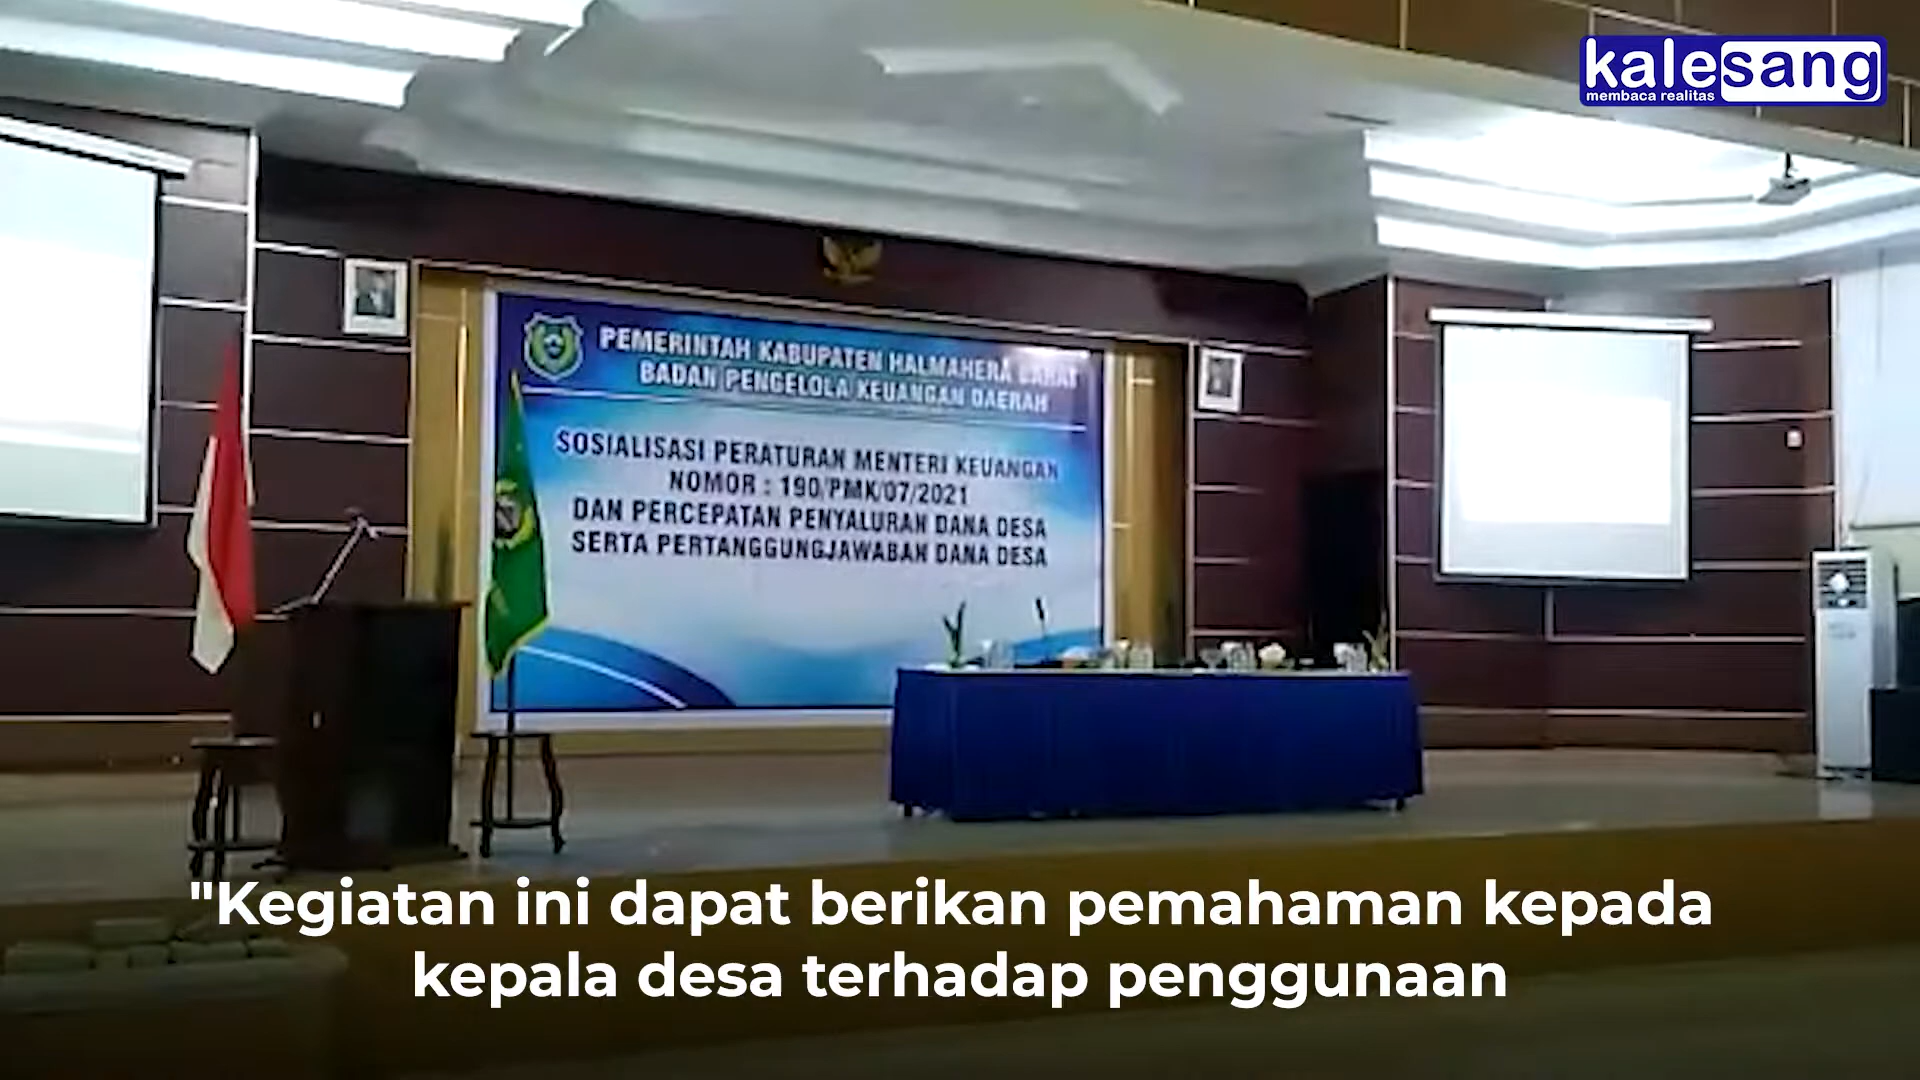 kalesang
membaca realitas
PEMERINTAH KABUPATEN HALMAHERA BARAT
BADAN PENGELOLA KEUANGAN DAERAH
SOSIALISASI PERATURAN MENTERI KEUANGAN
NOMOR : 190/PMK/07/2021
DAN PERCEPATAN PENYALURAN DANA DESA
SERTA PERTANGGUNGJAWABAN DANA DESA
"Kegiatan ini dapat berikan pemahaman kepada
kepala desa terhadap penggunaan